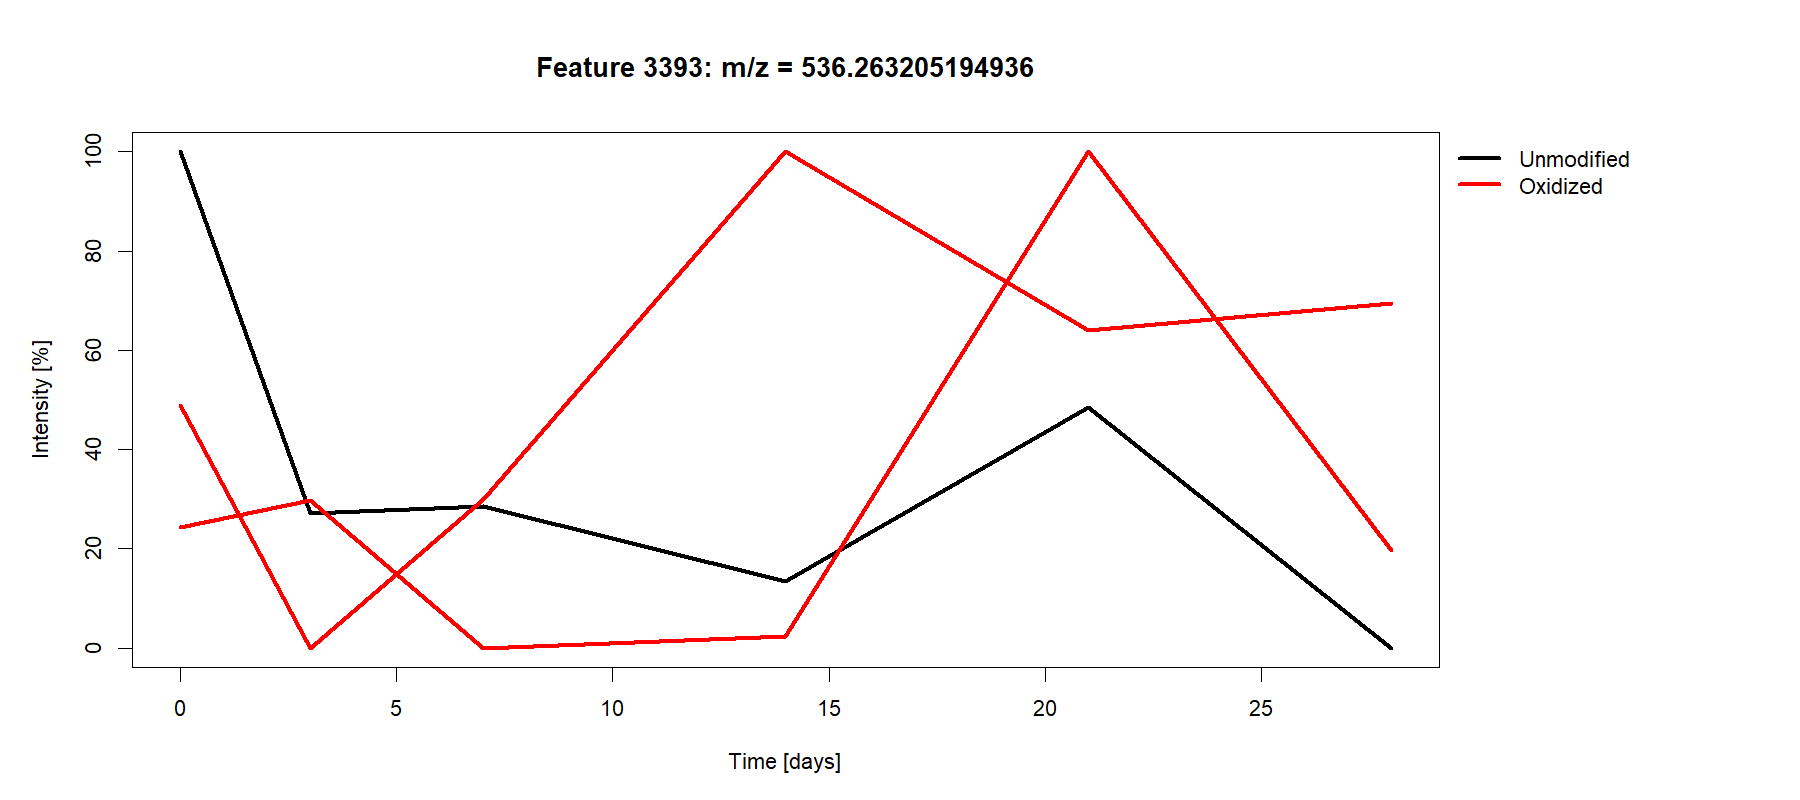 Feature 3393: m/z = 536.263205194936
Unmodified
Oxidized
Intensity [%]
100
80
60
40
20
0
0 5 10 15 20 25
Time [days]